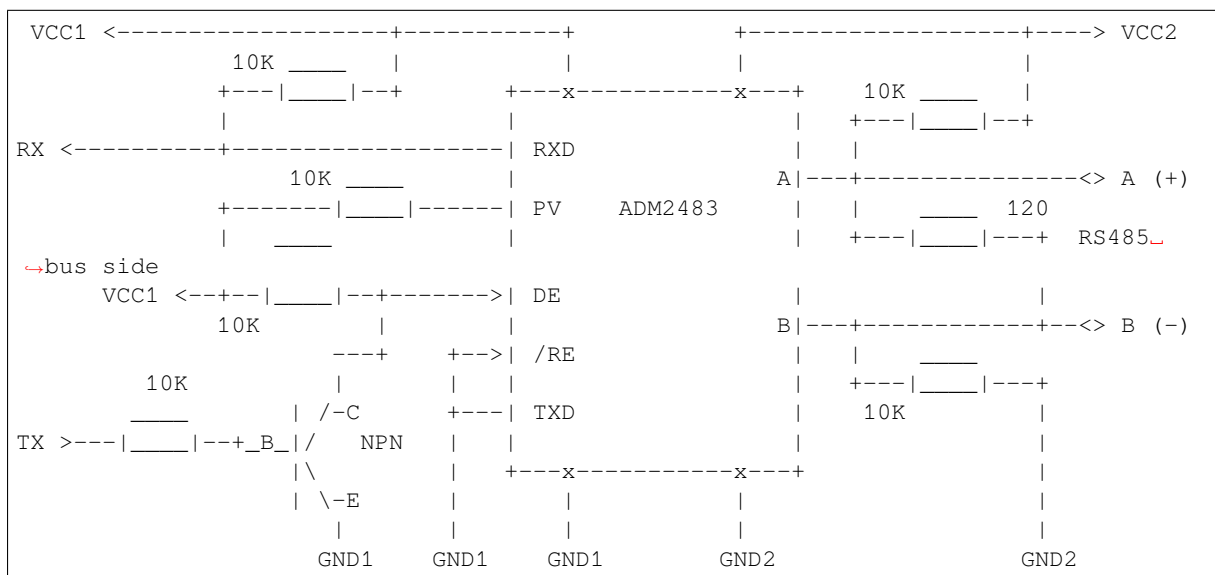 VCC1 <--------------------+------------+           +--------------------+----> VCC2
10K ____ | | | |
+---|____|--+ +---x------------x---+ 10K ____ |
| | | +---|____|--+
RX <----------+-------------------| RXD | |
10K ____ | A|---+---------------<> A (+)
+-------|____|------| PV ADM2483 | | ____ 120
| ____ | | +---|____|---+ RS485␣
↪bus side
VCC1 <--+--|____|--+------->| DE | |
10K | | B|---+------------+--<> B (-)
---+ +-->| /RE | | ____
10K | | | | +---|____|---+
____ | /-C +---| TXD | 10K |
TX >---|____|--+_B_|/ NPN | | | |
|\ | +---x------------x---+ |
| \-E | | | |
| | | | |
GND1 GND1 GND1 GND2 GND2